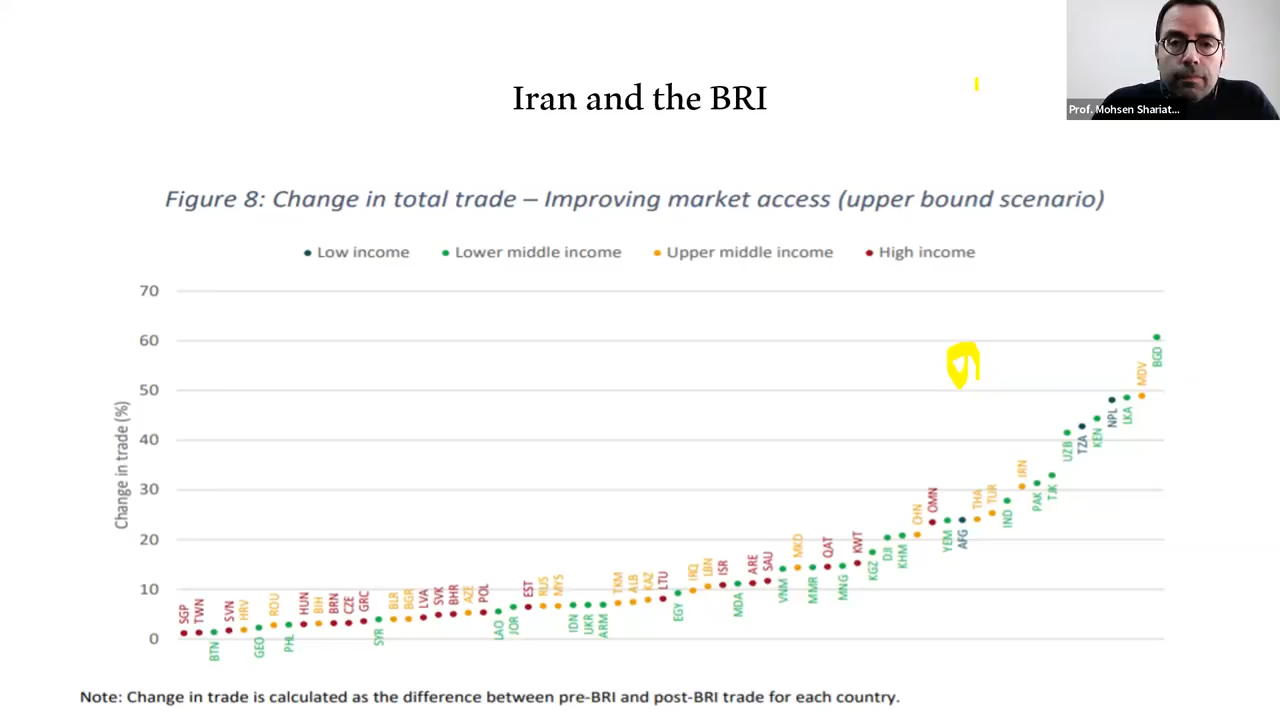 Prof. Mohsen Shariat...
Iran and the BRI
Figure 8: Change in total trade – Improving market access (upper bound scenario)
Low income Lower middle income Upper middle income High income
Change in trade (%)
70
60
50
40
30
20
10
0
SGP TWN BTN SVN HRV GEO ROU PHL HUN BIH BRN CZE GRC SYR BLR BGR LVA SVK BHR AZE POL LAO JOR EST RUS MYS IDN UKR ARM TKM ALB KAZ LTU EGY IRQ LBN ISR MDA ARE SAU VNM MKD MMR QAT MNG KWT KGZ DJI KHM CHN OMN YEM AFG THA TUR IND IRN PAK TJK UZB TZA KEN NPL LKA MDV BGD
Note: Change in trade is calculated as the difference between pre-BRI and post-BRI trade for each country.